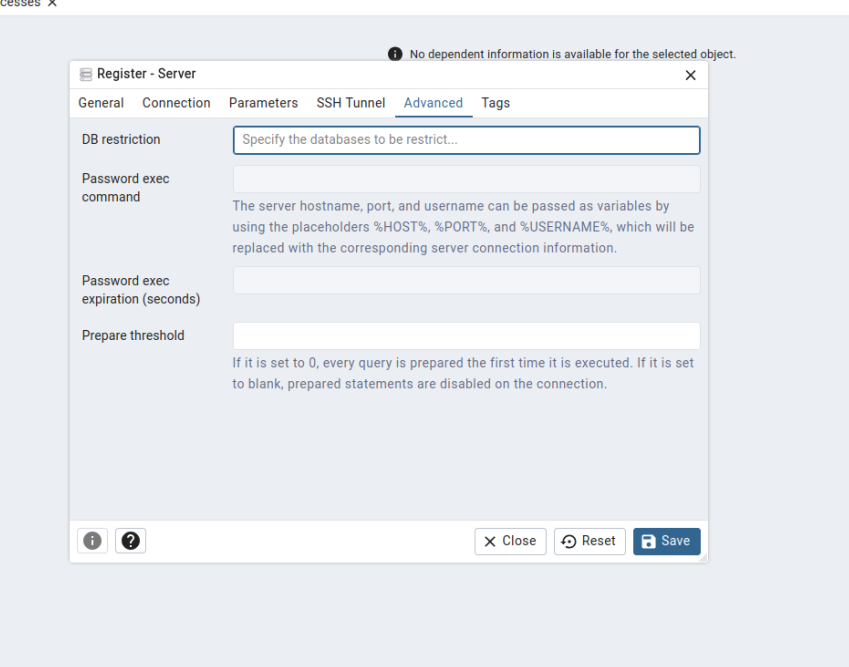 cesses ×
No dependent information is available for the selected object.
Register - Server
General Connection Parameters SSH Tunnel Advanced Tags
DB restriction
Specify the databases to be restrict...
Password exec
command
The server hostname, port, and username can be passed as variables by
using the placeholders %HOST%, %PORT%, and %USERNAME%, which will be
replaced with the corresponding server connection information.
Password exec
expiration (seconds)
Prepare threshold
If it is set to 0, every query is prepared the first time it is executed. If it is set
to blank, prepared statements are disabled on the connection.
Close Reset Save